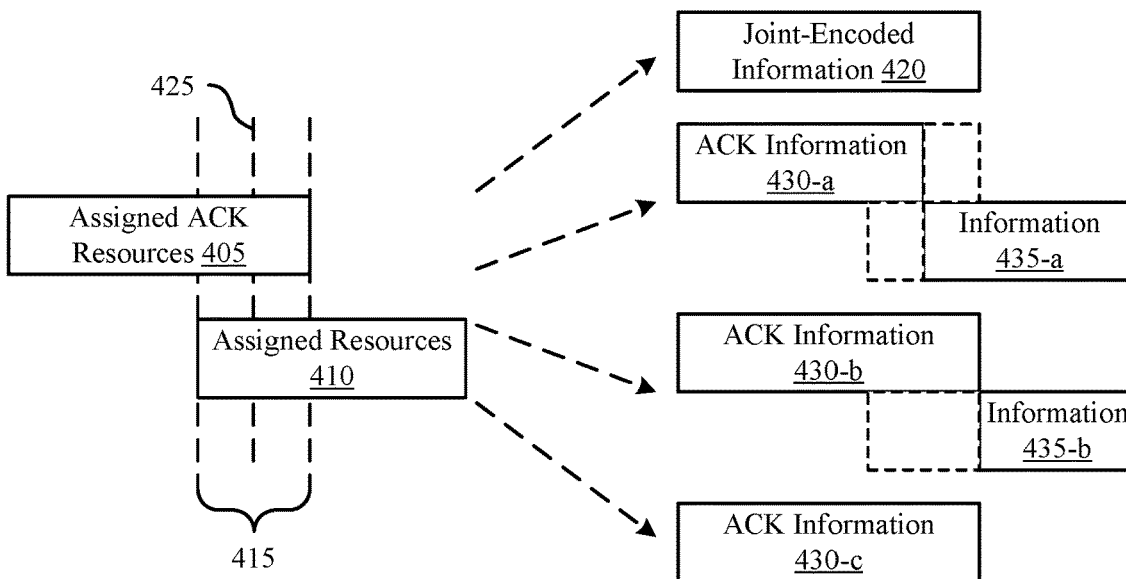 425
Assigned ACK
Resources 405
Assigned Resources
410
415
Joint-Encoded
Information 420
ACK Information
430-a
Information
435-a
ACK Information
430-b
Information
435-b
ACK Information
430-c